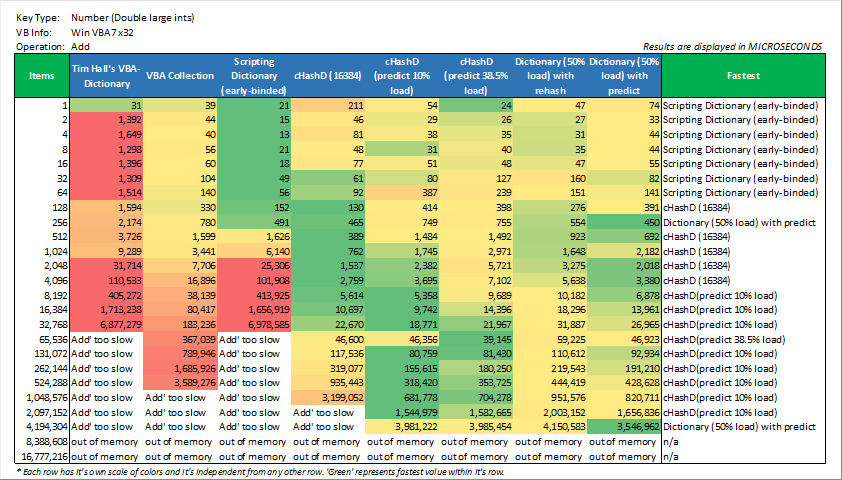 Key Type: Number (Double large ints)
VB Info: Win VBA7 x32
Operation: Add
Results are displayed in MICROSECONDS
Items Tim Hall's VBA-Dictionary VBA Collection Scripting Dictionary (early-binded) cHashD (16384) cHashD (predict 10% load) cHashD (predict 38.5% load) Dictionary (50% load) with rehash Dictionary (50% load) with predict Fastest
1 31 39 21 211 54 24 47 74 Scripting Dictionary (early-binded)
2 1,392 44 15 46 29 26 27 33 Scripting Dictionary (early-binded)
4 1,649 40 13 81 38 35 31 44 Scripting Dictionary (early-binded)
8 1,298 56 21 48 31 40 35 44 Scripting Dictionary (early-binded)
16 1,396 60 18 77 51 48 47 55 Scripting Dictionary (early-binded)
32 1,309 104 49 61 80 127 160 82 Scripting Dictionary (early-binded)
64 1,514 140 56 92 387 239 151 141 Scripting Dictionary (early-binded)
128 1,594 330 152 130 404 398 276 391 cHashD (16384)
256 2,174 780 491 465 749 755 554 450 Dictionary (50% load) with predict
512 3,726 1,599 1,626 389 1,484 1,492 923 692 cHashD (16384)
1,024 9,289 3,441 6,140 762 1,745 2,971 1,648 2,182 cHashD (16384)
2,048 31,714 7,706 25,306 1,537 2,382 5,721 3,275 2,018 cHashD (16384)
4,096 110,533 16,896 101,908 2,759 3,695 7,102 5,638 3,380 cHashD (16384)
8,192 405,272 38,139 413,925 5,614 5,358 9,689 10,182 6,878 cHashD(predict 10% load)
16,384 1,713,238 80,417 1,656,919 10,697 9,742 14,396 18,296 13,961 cHashD(predict 10% load)
32,768 6,877,279 183,236 6,978,585 22,670 18,771 21,967 31,887 26,965 cHashD(predict 10% load)
65,536 Add' too slow 367,039 Add' too slow 46,600 46,356 39,145 59,225 46,923 cHashD(predict 38.5% load)
131,072 Add' too slow 789,946 Add' too slow 117,536 80,759 81,430 110,612 92,934 cHashD(predict 10% load)
262,144 Add' too slow 1,685,926 Add' too slow 319,077 155,615 180,250 219,543 191,210 cHashD(predict 10% load)
524,288 Add' too slow 3,589,276 Add' too slow 935,443 318,420 353,725 444,419 428,628 cHashD(predict 10% load)
1,048,576 Add' too slow Add' too slow Add' too slow 3,199,052 681,778 704,278 951,576 820,711 cHashD(predict 10% load)
2,097,152 Add' too slow Add' too slow Add' too slow Add' too slow 1,544,979 1,582,665 2,003,152 1,656,836 cHashD(predict 10% load)
4,194,304 Add' too slow Add' too slow Add' too slow Add' too slow 3,981,222 3,985,454 4,150,583 3,546,962 Dictionary (50% load) with predict
8,388,608 out of memory out of memory out of memory out of memory out of memory out of memory out of memory out of memory n/a
16,777,216 out of memory out of memory out of memory out of memory out of memory out of memory out of memory out of memory n/a
* Each row has it's own scale of colors and it's independent from any other row. 'Green' represents fastest value within it's row.